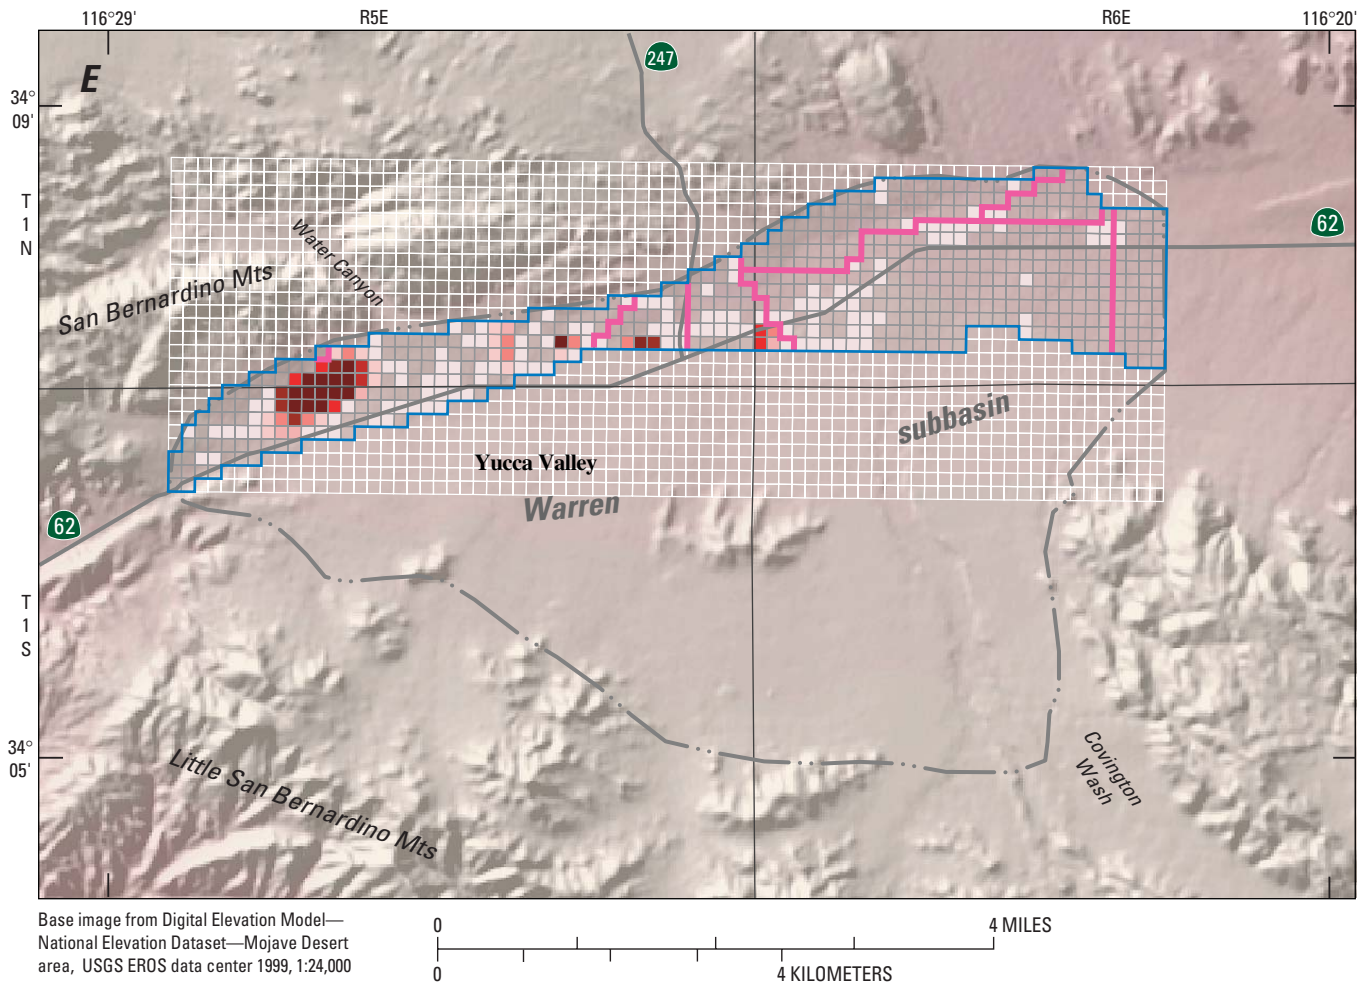 116°29'
R5E
R6E
116°20'
E
247
34°
09'
T
1
N
62
Water Canyon
San Bernardino Mts
subbasin
Yucca Valley
Warren
62
T
1
S
34°
05'
Little San Bernardino Mts
Covington
Wash
Base image from Digital Elevation Model—
National Elevation Dataset—Mojave Desert
area, USGS EROS data center 1999, 1:24,000
0
4 MILES
0
4 KILOMETERS